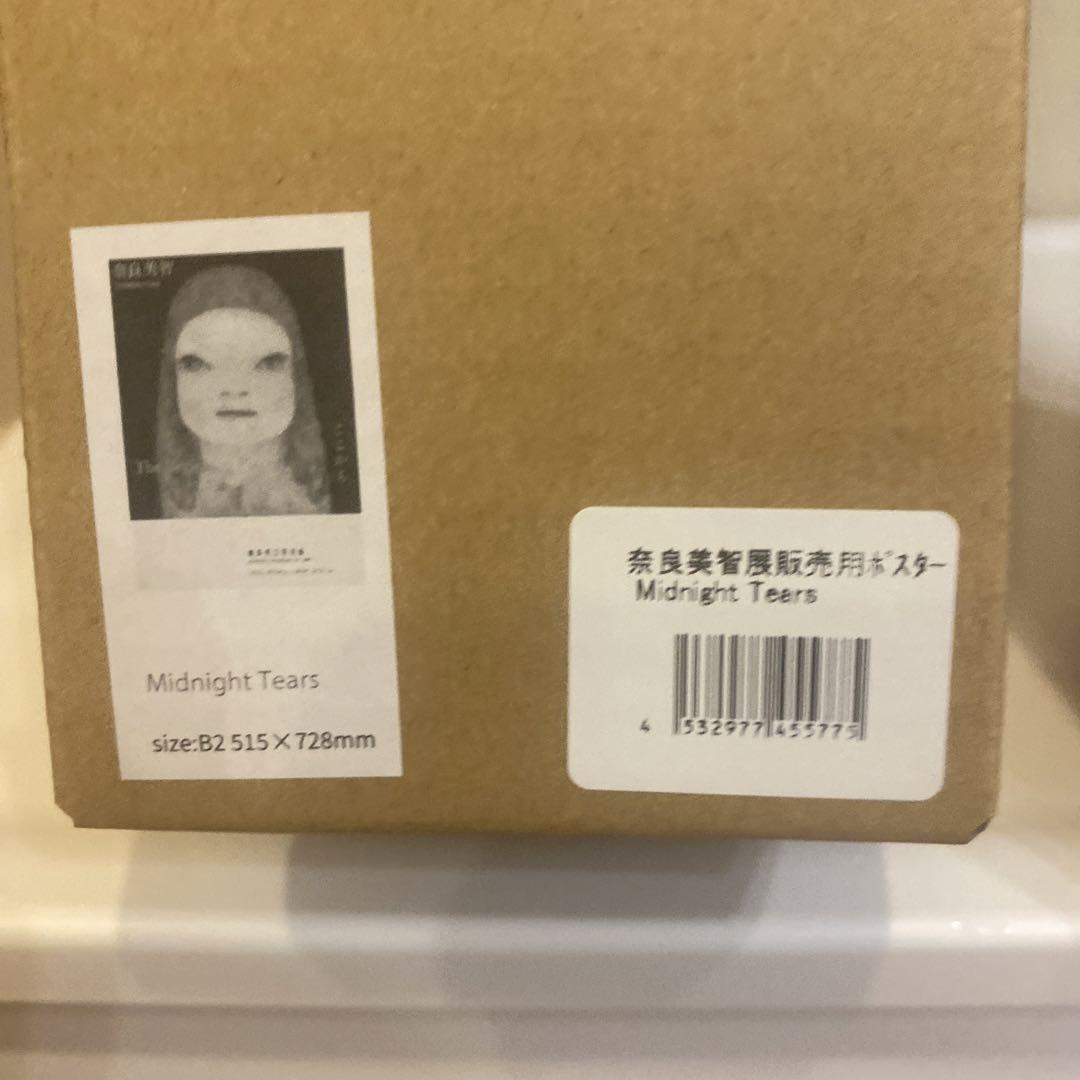 奈良美智
The
Midnight Tears
size:B2 515×728mm
奈良美智展販売用ポスター
Midnight Tears
4 532977 455775